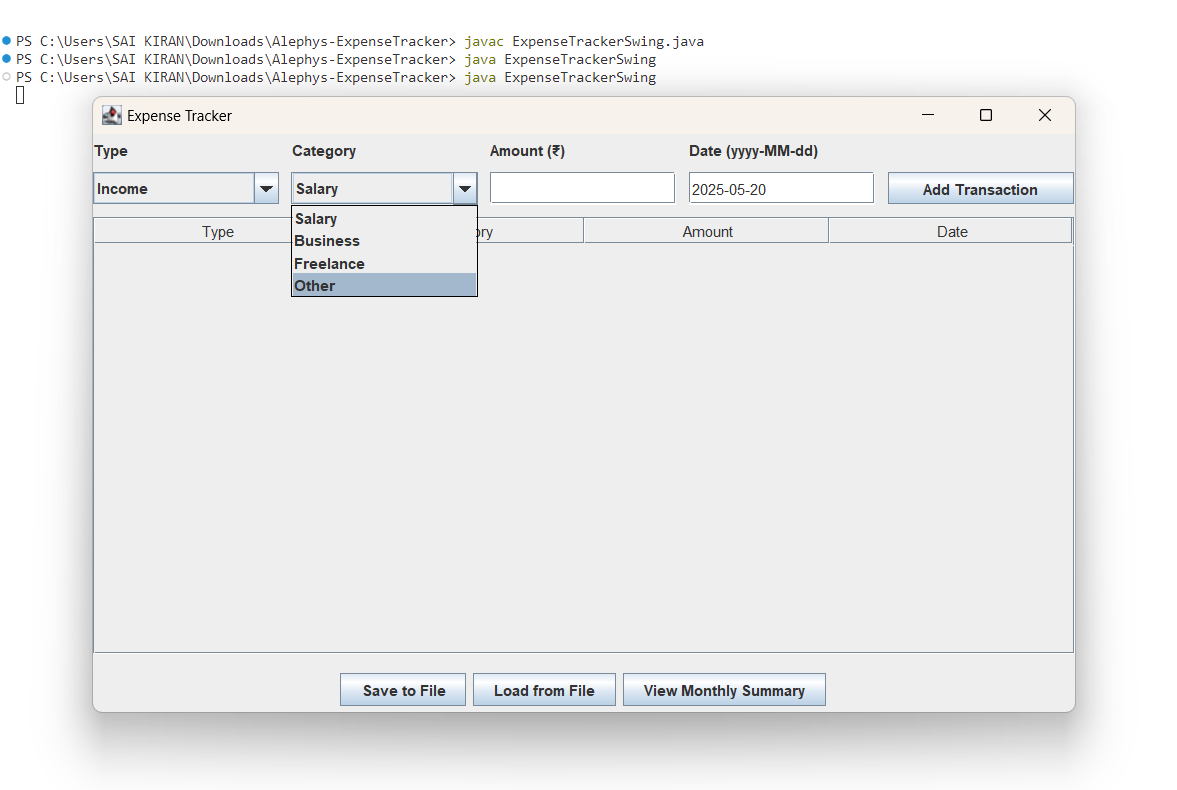 PS C:\Users\SAI KIRAN\Downloads\Alephys-ExpenseTracker> javac ExpenseTrackerSwing.java
PS C:\Users\SAI KIRAN\Downloads\Alephys-ExpenseTracker> java ExpenseTrackerSwing
PS C:\Users\SAI KIRAN\Downloads\Alephys-ExpenseTracker> java ExpenseTrackerSwing
Expense Tracker
Type Category Amount (₹) Date (yyyy-MM-dd)
Income Salary 2025-05-20 Add Transaction
Type ory Amount Date
Salary
Business
Freelance
Other
Save to File Load from File View Monthly Summary